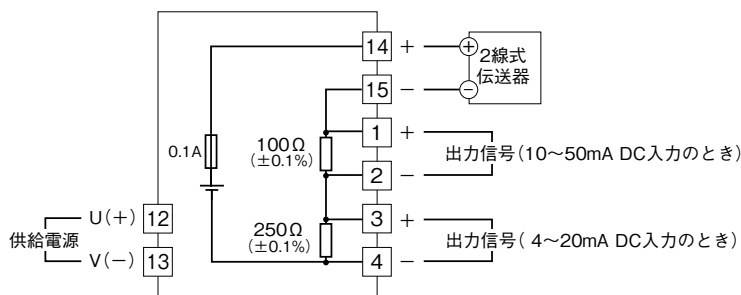 14 + + 2線式
伝送器
15 − −
1 +
100Ω
(±0.1%)
0.1A
出力信号(10〜50mA DC入力のとき)
2 −
U(+) 12
3 +
供給電源
250Ω
(±0.1%)
出力信号( 4〜20mA DC入力のとき)
V(−) 13
4 −